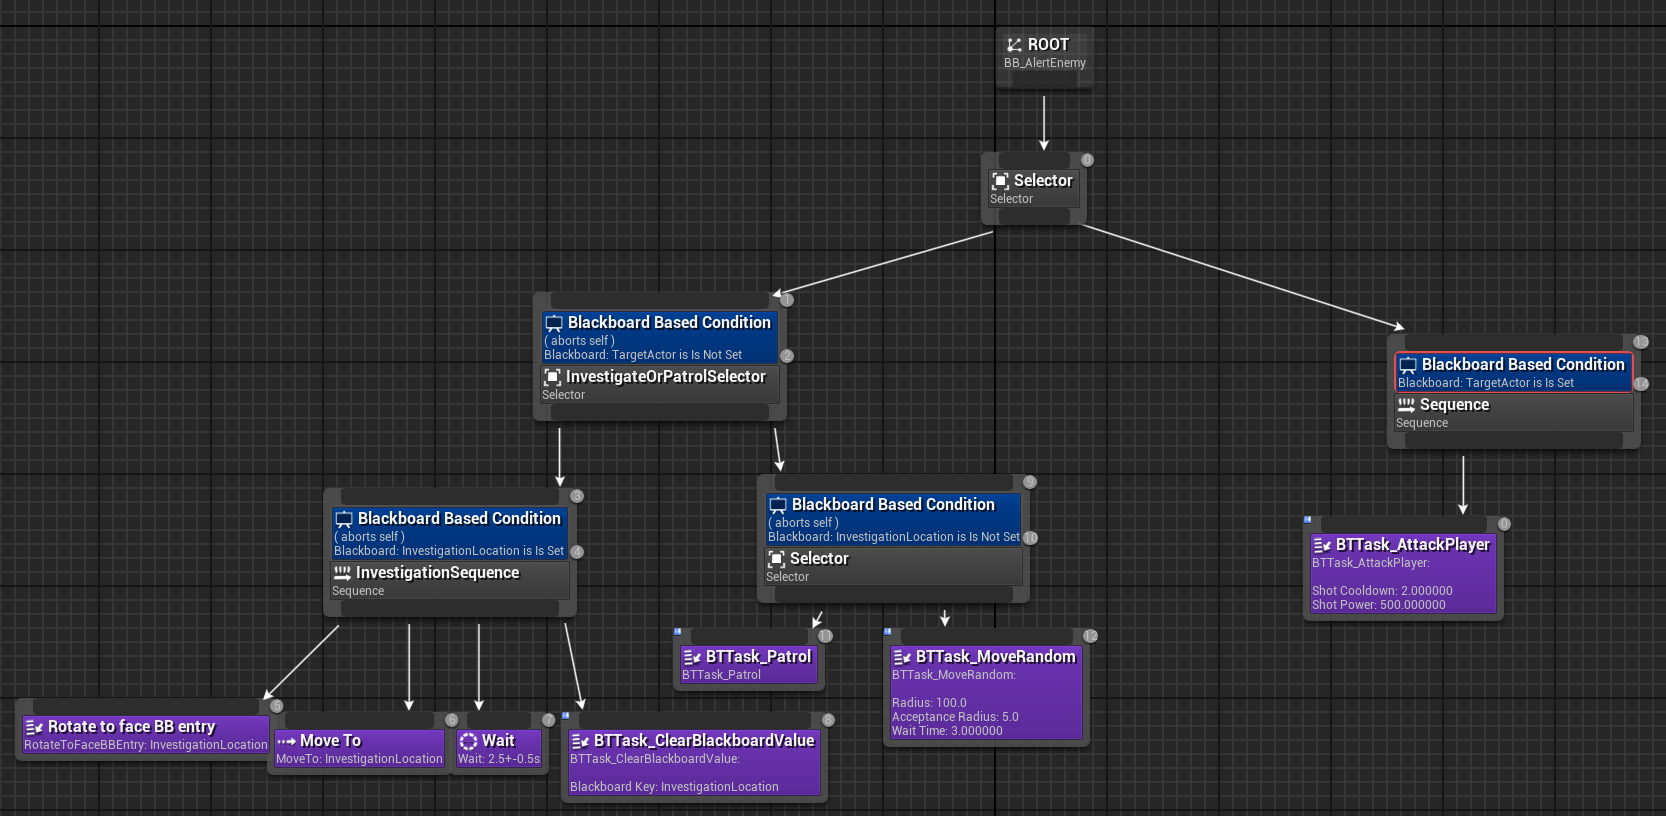 ROOT
BB_AlertEnemy
0
Selector
Selector
1
Blackboard Based Condition
( aborts self )
Blackboard: TargetActor is Is Not Set
2
InvestigateOrPatrolSelector
Selector
13
Blackboard Based Condition
Blackboard: TargetActor is Is Set
14
Sequence
Sequence
3
Blackboard Based Condition
( aborts self )
Blackboard: InvestigationLocation is Is Set
4
InvestigationSequence
Sequence
9
Blackboard Based Condition
( aborts self )
Blackboard: InvestigationLocation is Is Not Set
10
Selector
Selector
0
BTTask_AttackPlayer
BTTask_AttackPlayer:
Shot Cooldown: 2.000000
Shot Power: 500.000000
5
Rotate to face BB entry
RotateToFaceBBEntry: InvestigationLocation
6
Move To
MoveTo: InvestigationLocation
7
Wait
Wait: 2.5+-0.5s
8
BTTask_ClearBlackboardValue
BTTask_ClearBlackboardValue:
Blackboard Key: InvestigationLocation
11
BTTask_Patrol
BTTask_Patrol
12
BTTask_MoveRandom
BTTask_MoveRandom:
Radius: 100.0
Acceptance Radius: 5.0
Wait Time: 3.000000